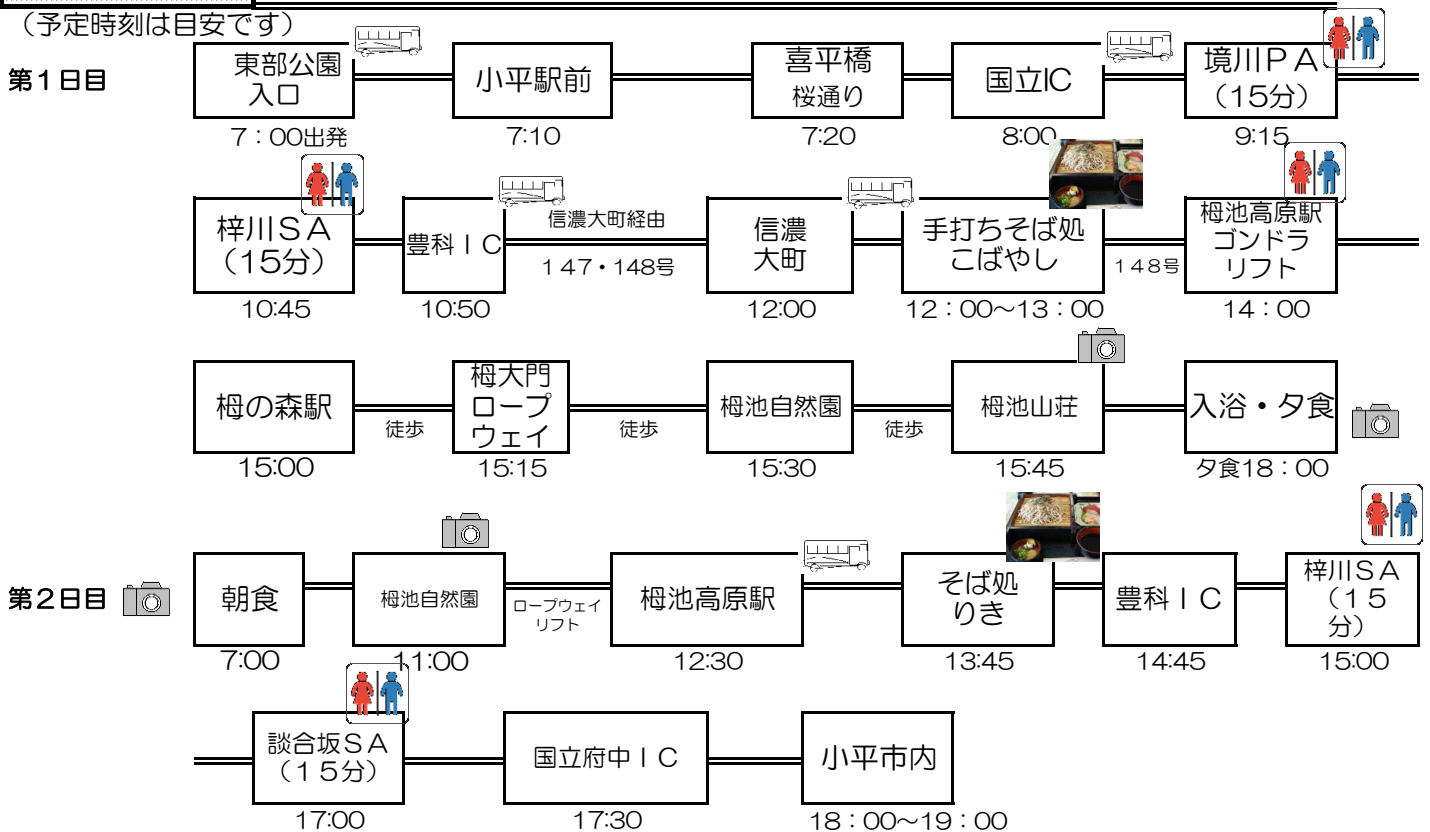 （予定時刻は目安です）
第１日目
東部公園
入口
7：00出発
小平駅前
7:10
喜平橋
桜通り
7:20
国立IC
8:00
境川ＰＡ
（15分）
9:15
梓川ＳＡ
（15分）
10:45
豊科ＩＣ
10:50
信濃大町経由
147・148号
信濃
大町
12:00
手打ちそば処
こばやし
12：00～13：00
148号
栂池高原駅
ゴンドラ
リフト
14：00
栂の森駅
15:00
徒歩
栂大門
ロープ
ウェイ
15:15
徒歩
栂池自然園
15:30
徒歩
栂池山荘
15:45
入浴・夕食
夕食18：00
第２日目
朝食
7:00
栂池自然園
11:00
ロープウェイ
リフト
栂池高原駅
12:30
そば処
りき
13:45
豊科ＩＣ
14:45
梓川ＳＡ
（１５
分）
15:00
談合坂ＳＡ
（１５分）
17:00
国立府中ＩＣ
17:30
小平市内
18：00～19：00